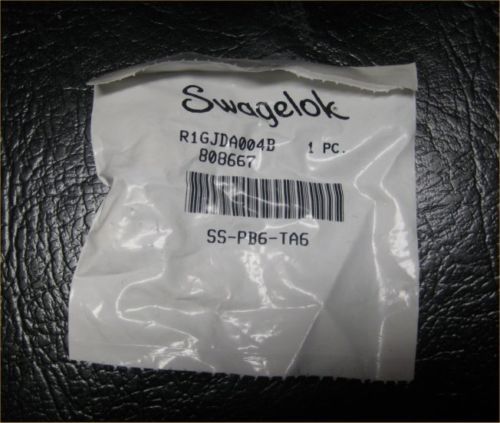 Swagelok
R1GJDA004B 1 PC.
808667
SS-PB6-TA6